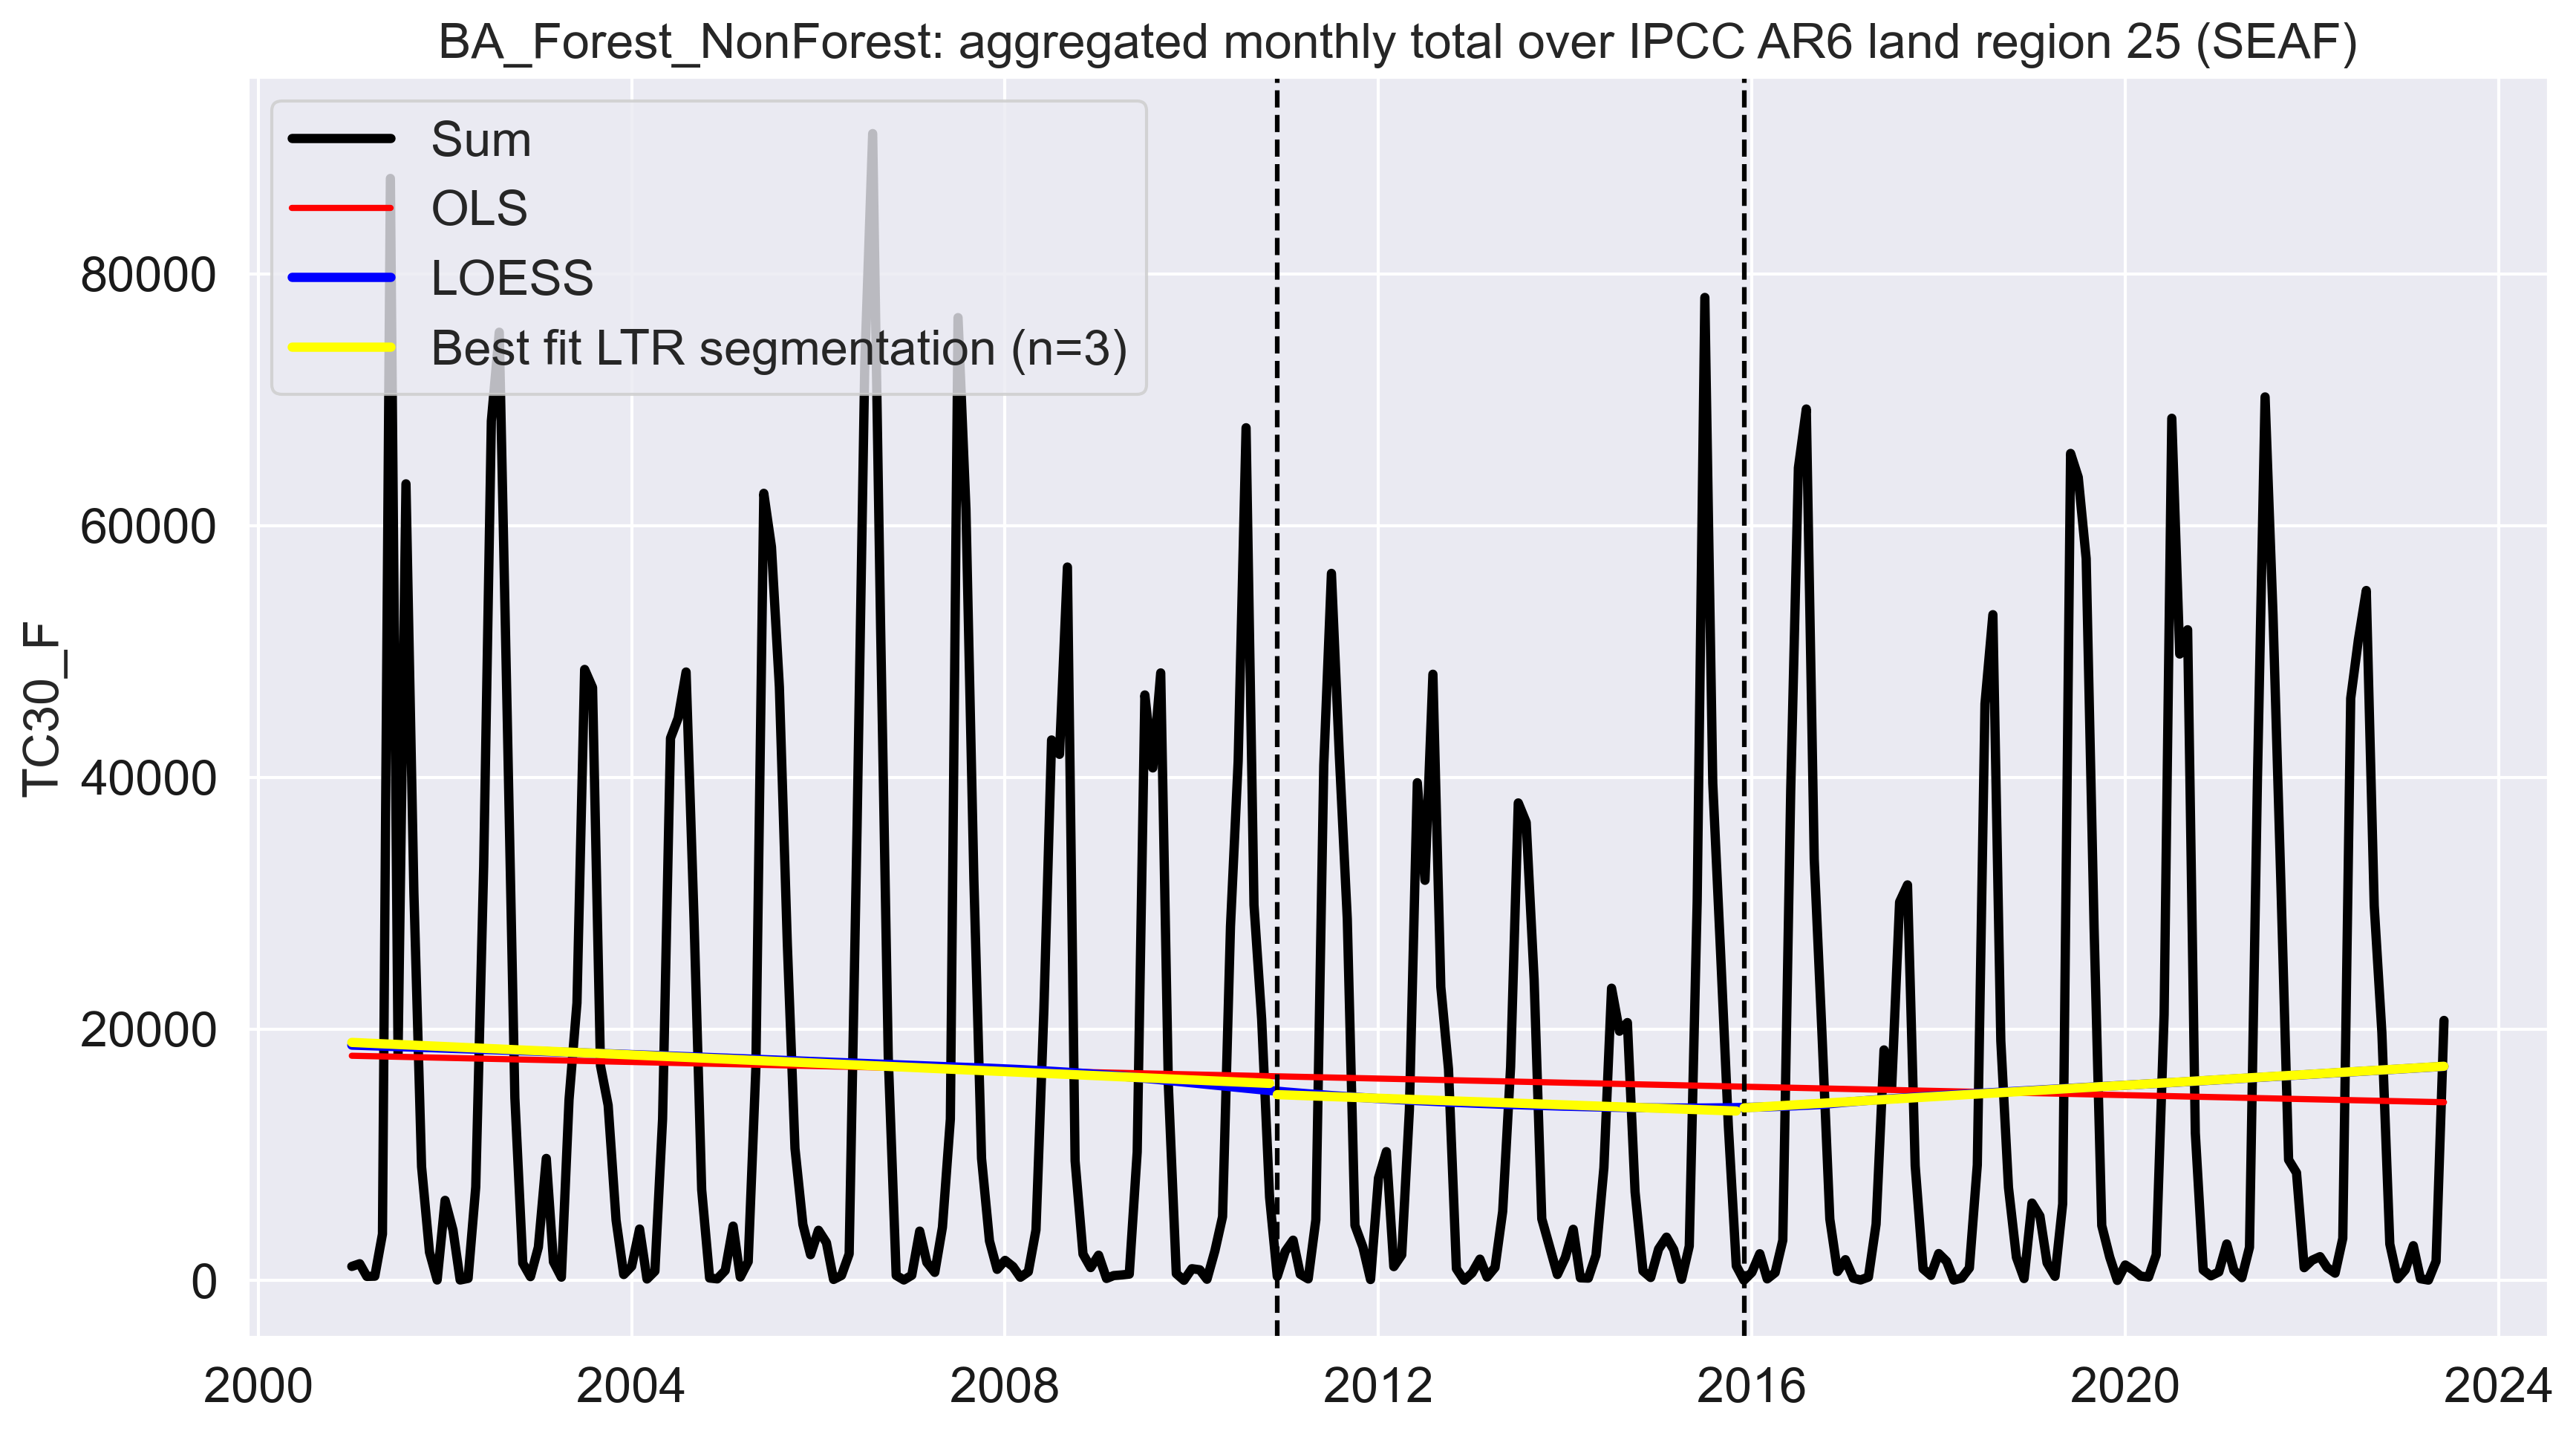 BA_Forest_NonForest: aggregated monthly total over IPCC AR6 land region 25 (SEAF)
Sum
OLS
LOESS
Best fit LTR segmentation (n=3)
TC30_F
80000
60000
40000
20000
0
2000
2004
2008
2012
2016
2020
2024